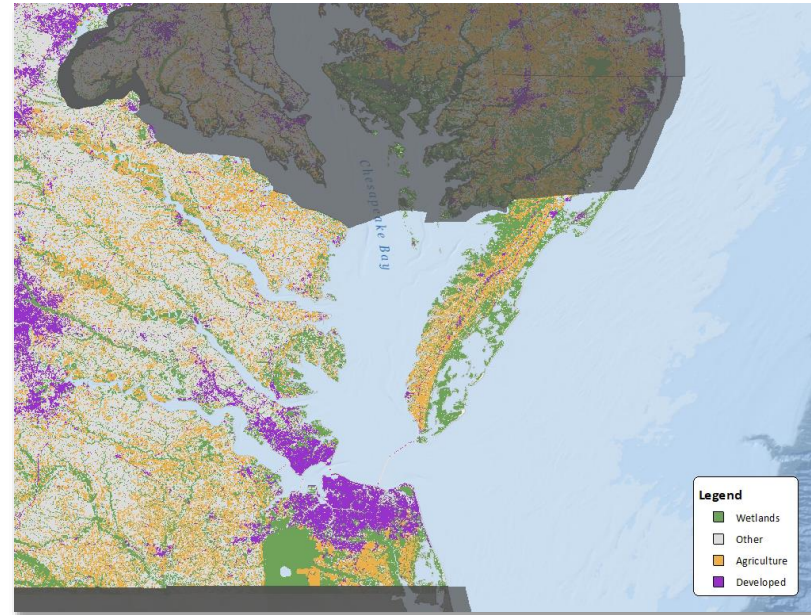 Chesapeake Bay
Legend
Wetlands
Other
Agriculture
Developed